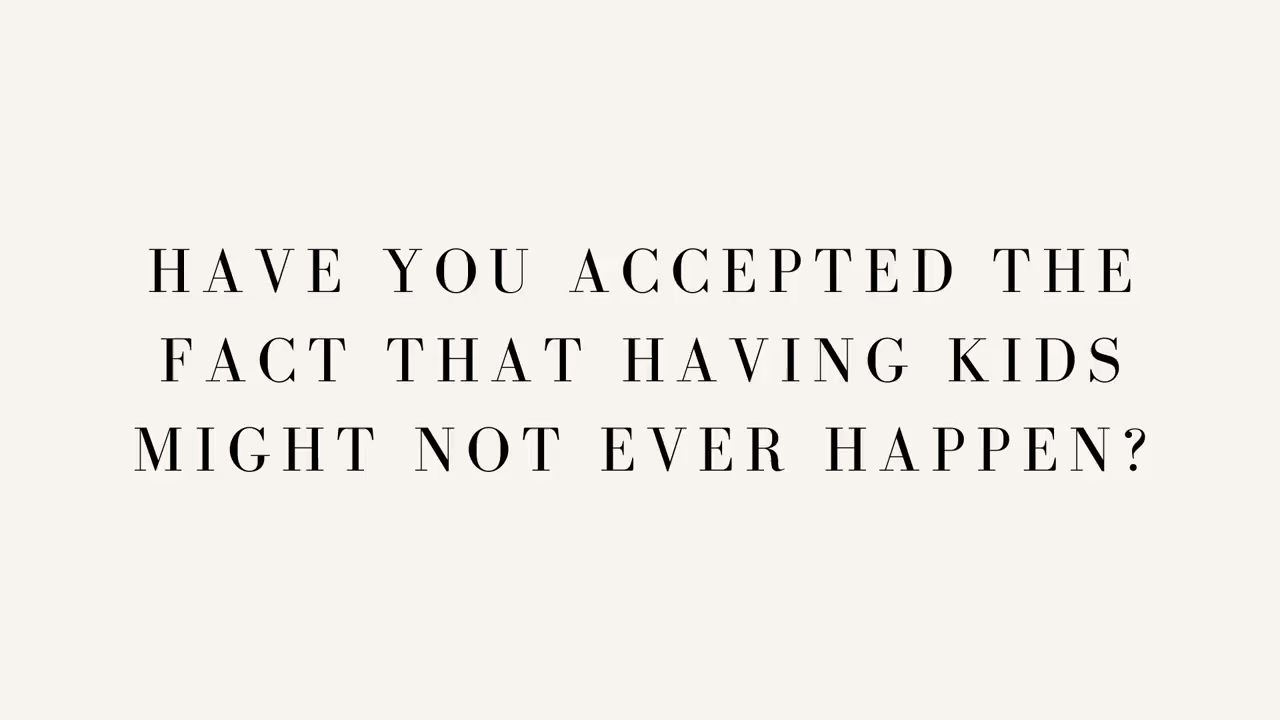 HAVE YOU ACCEPTED THE
FACT THAT HAVING KIDS
MIGHT NOT EVER HAPPEN?